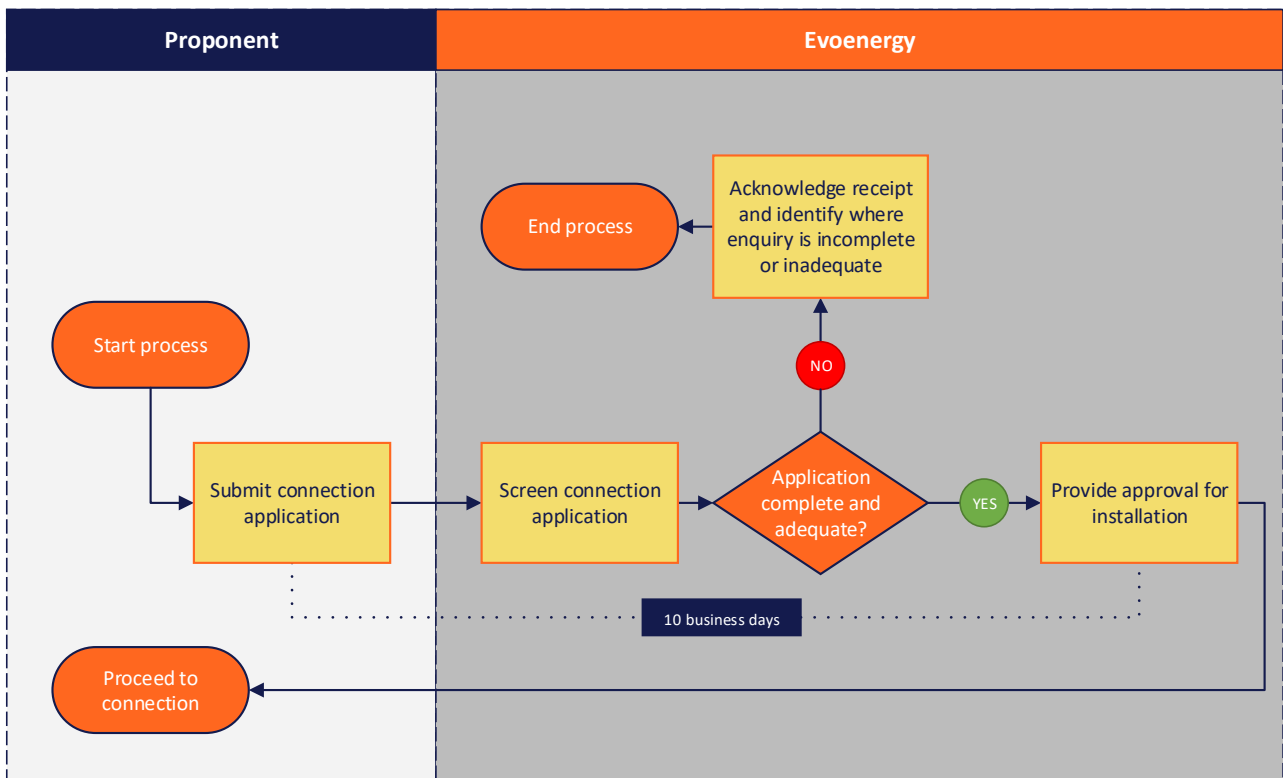 Proponent
Evoenergy
Acknowledge receipt
and identify where
enquiry is incomplete
or inadequate
End process
Start process
NO
Submit connection
application
Screen connection
application
Application
complete and
adequate?
YES
Provide approval for
installation
10 business days
Proceed to
connection